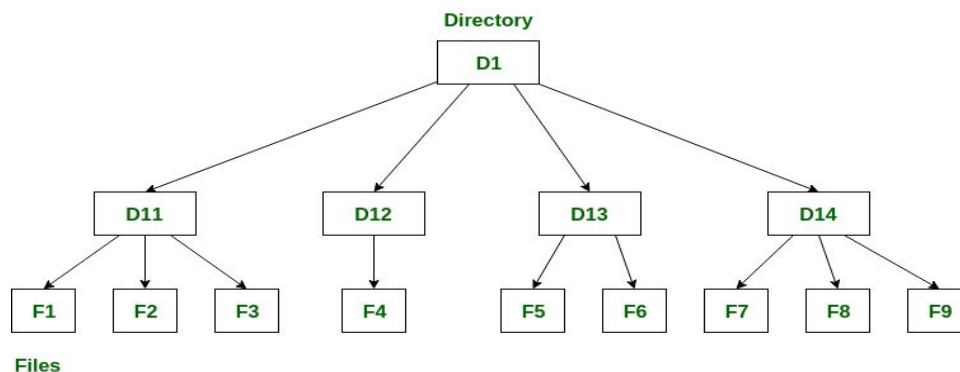 Directory
D1
D11 D12 D13 D14
F1 F2 F3 F4 F5 F6 F7 F8 F9
Files